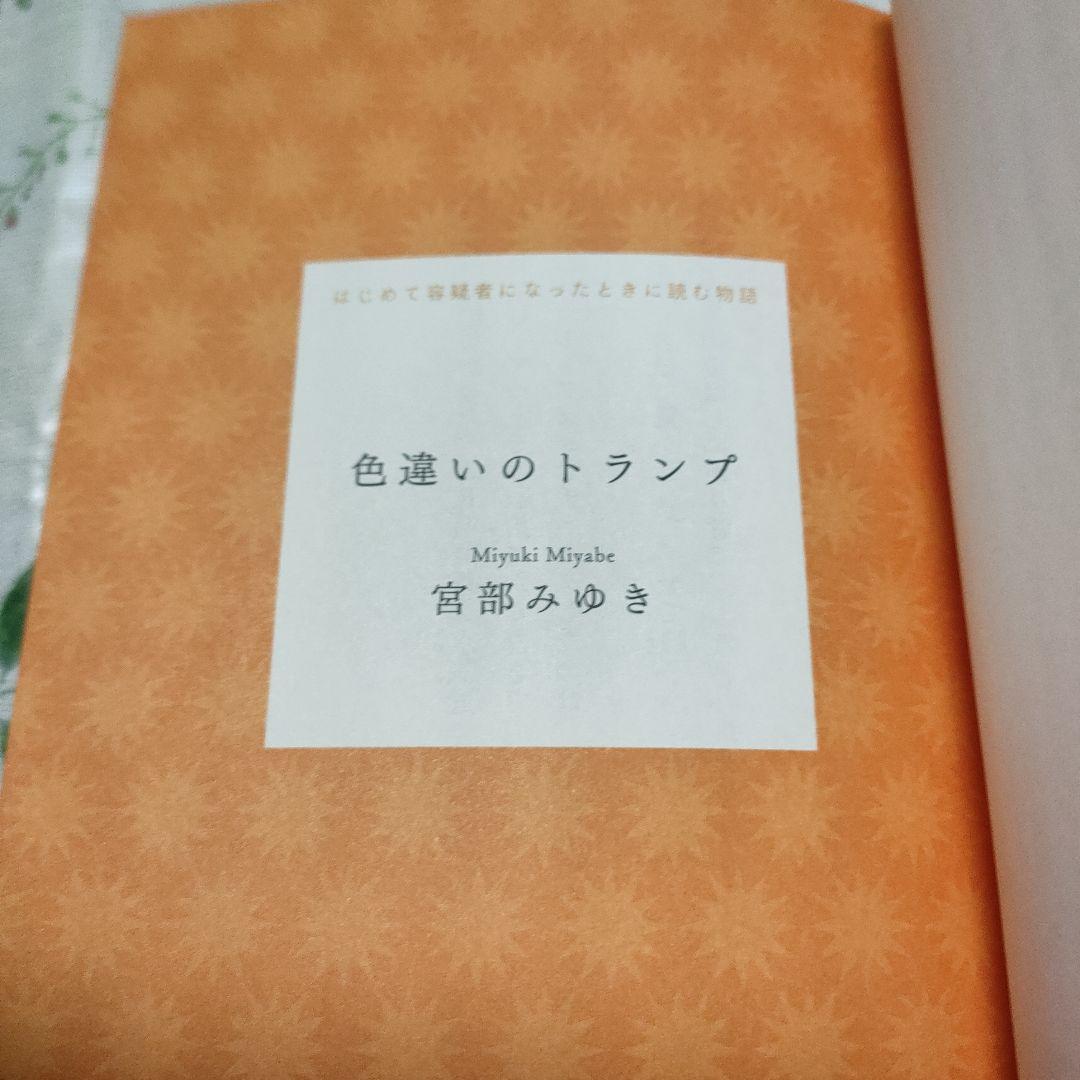 はじめて容疑者になったときに読む物語
色違いのトランプ
Miyuki Miyabe
宮部みゆき